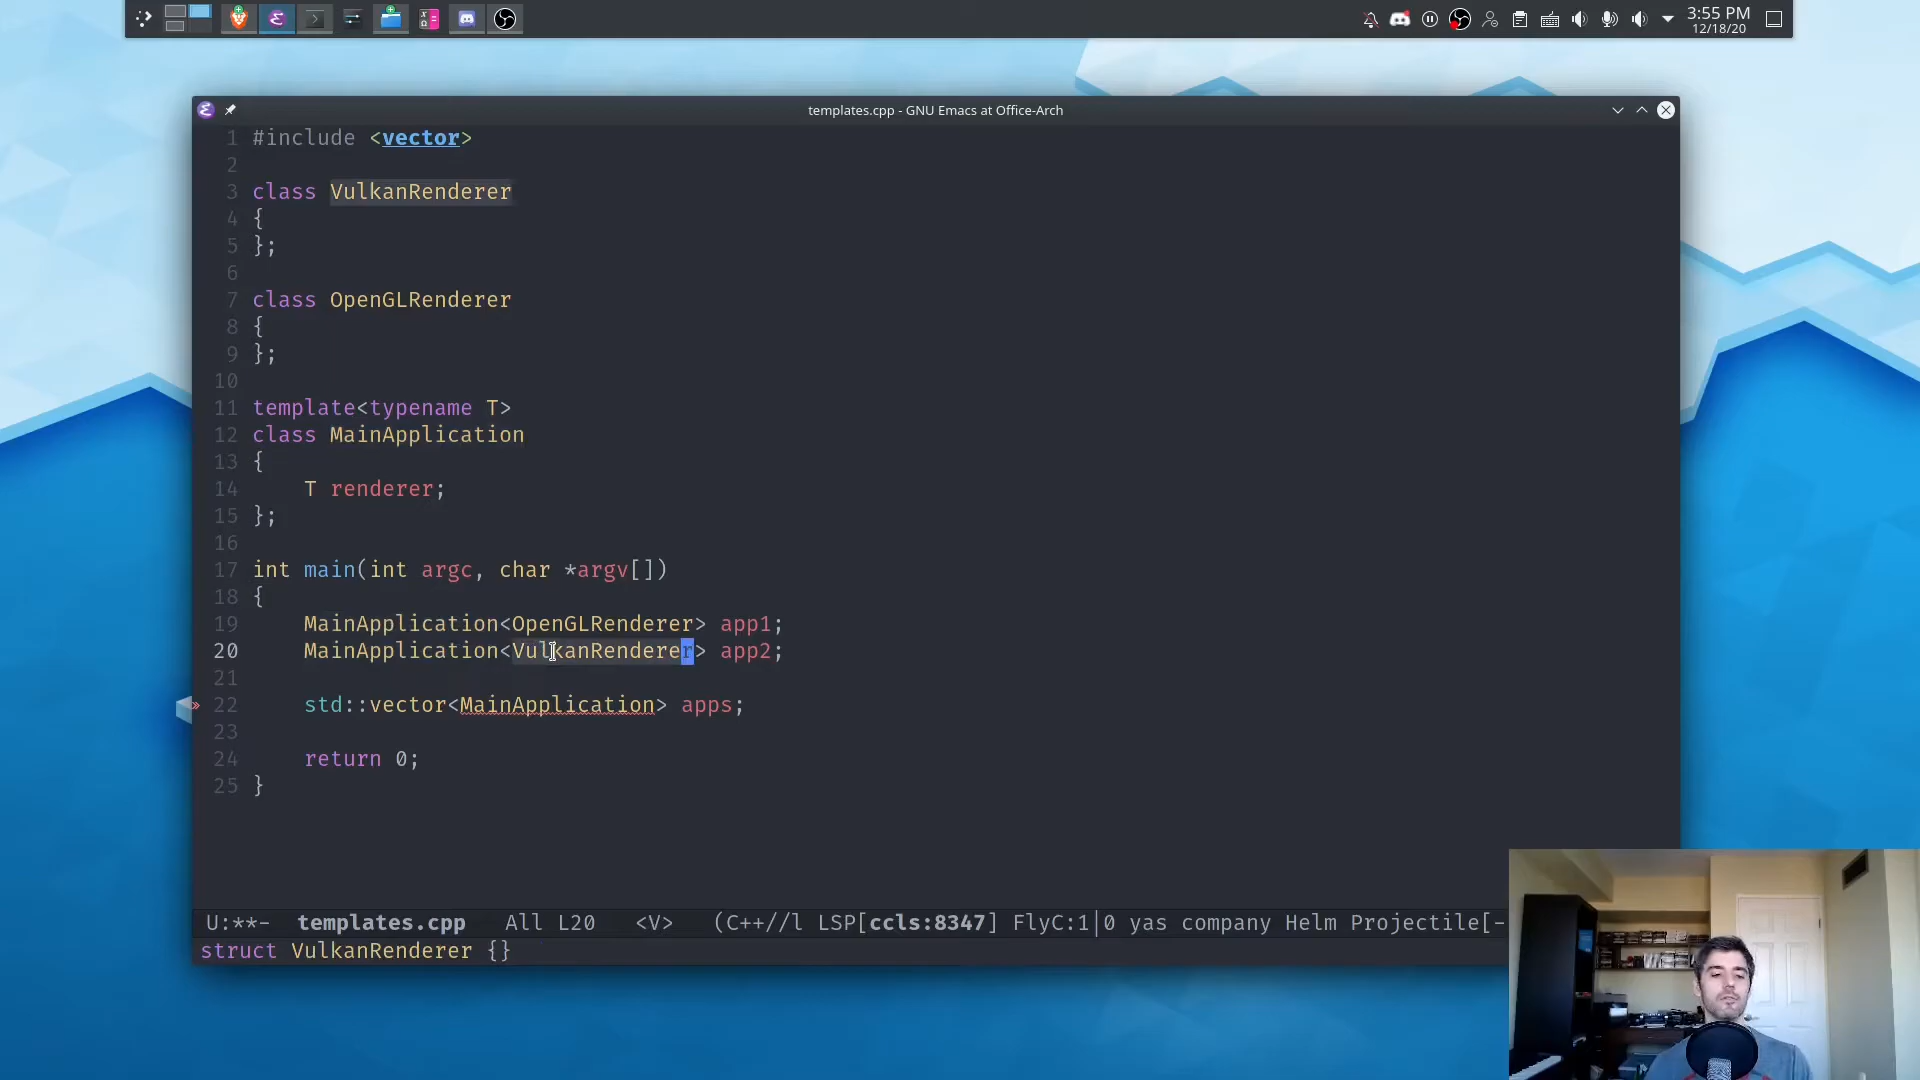 3:55 PM
12/18/20
templates.cpp - GNU Emacs at Office-Arch
1 #include <vector>
2
3 class VulkanRenderer
4 {
5 };
6
7 class OpenGLRenderer
8 {
9 };
10
11 template<typename T>
12 class MainApplication
13 {
14     T renderer;
15 };
16
17 int main(int argc, char *argv[])
18 {
19     MainApplication<OpenGLRenderer> app1;
20     MainApplication<VulkanRenderer> app2;
21
22     std::vector<MainApplication> apps;
23
24     return 0;
25 }
U:**-  templates.cpp   All L20   <V>   (C++//l LSP[ccls:8347] FlyC:1|0 yas company Helm Projectile[-
struct VulkanRenderer {}